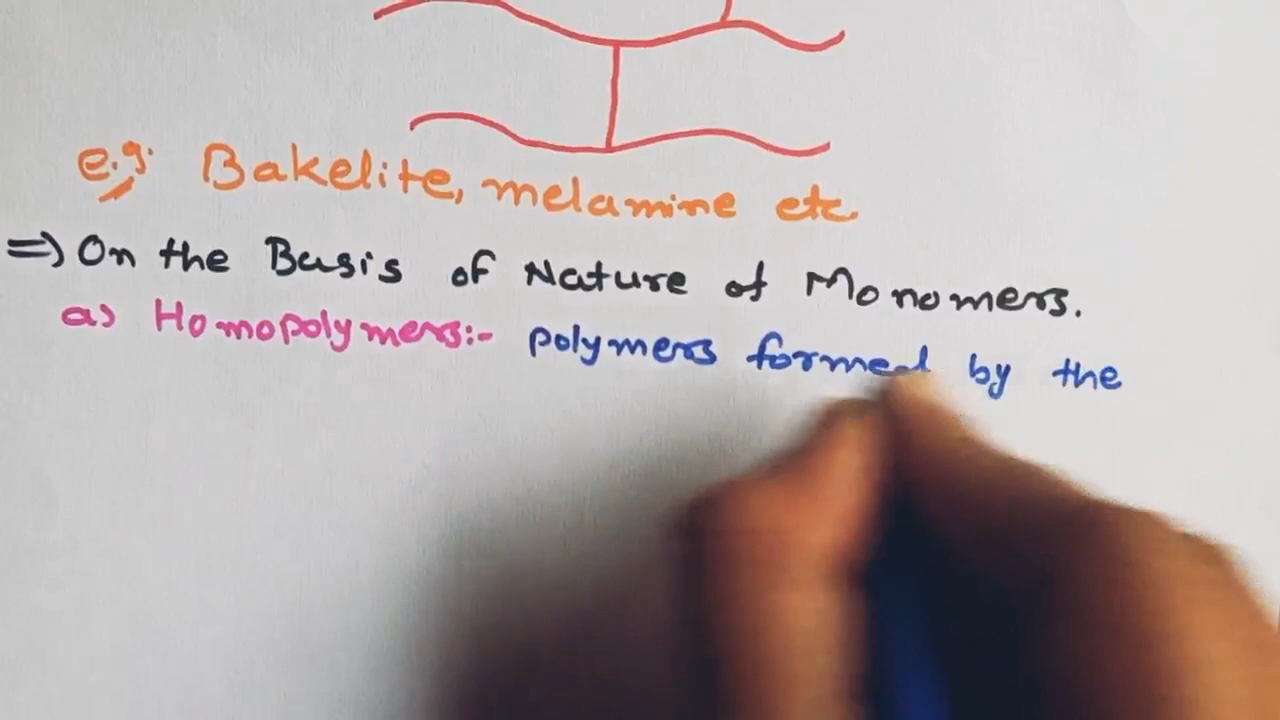 e.g. Bakelite, melamine etc.
⇒ On the Basis of Nature of Monomers.
a) Homopolymers:- polymers formed by the